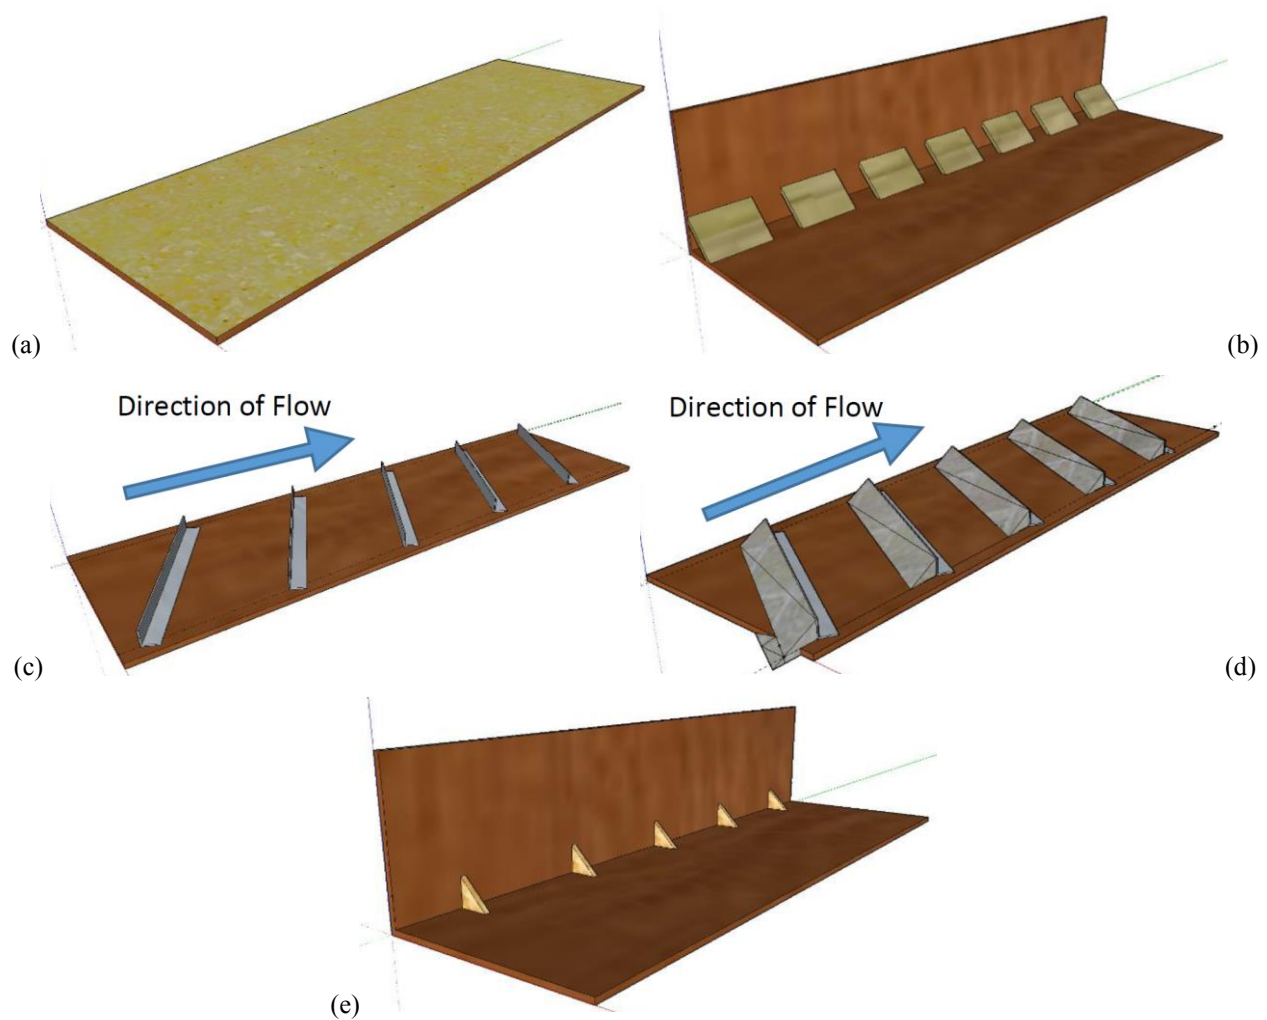 (a)
(b)
Direction of Flow
Direction of Flow
(c)
(d)
(e)